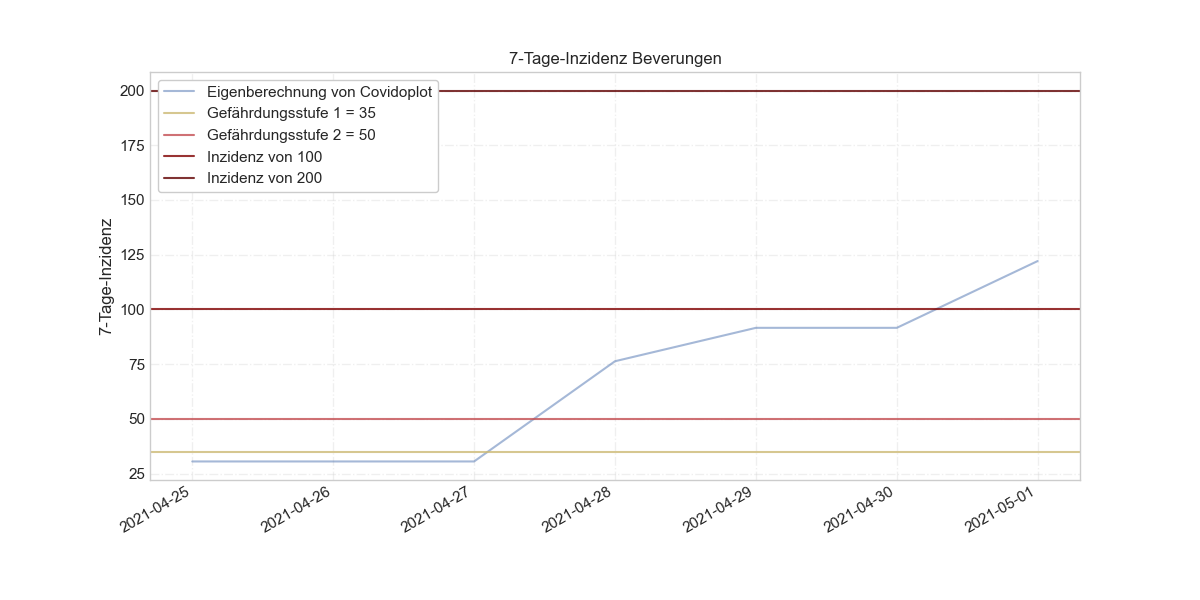 7-Tage-Inzidenz Beverungen
Eigenberechnung von Covidoplot
Gefährdungsstufe 1 = 35
Gefährdungsstufe 2 = 50
Inzidenz von 100
Inzidenz von 200
7-Tage-Inzidenz
200
175
150
125
100
75
50
25
2021-04-25
2021-04-26
2021-04-27
2021-04-28
2021-04-29
2021-04-30
2021-05-01